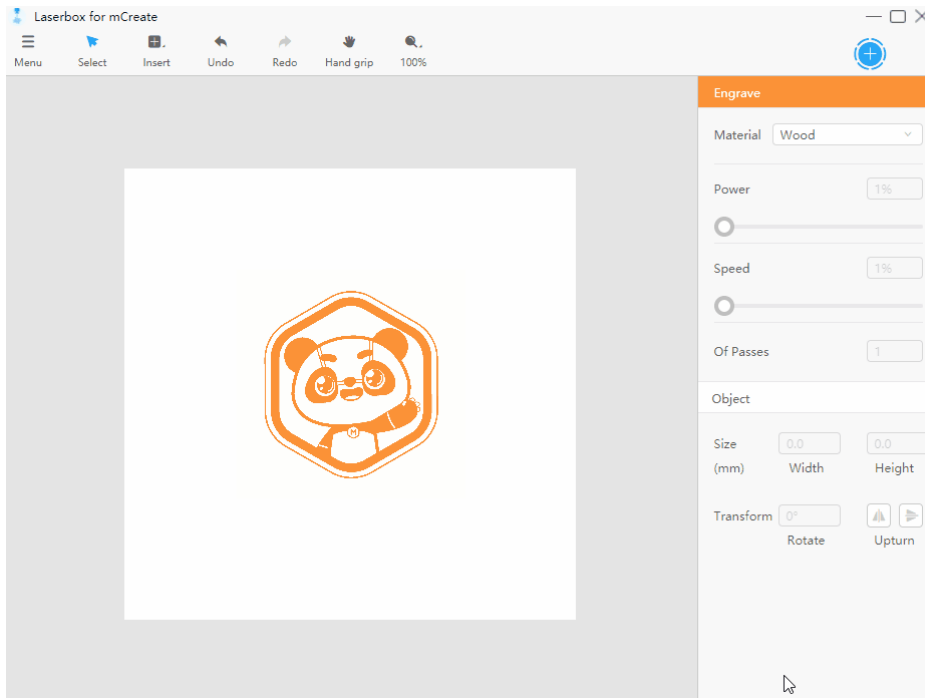 Laserbox for mCreate
Menu Select Insert Undo Redo Hand grip 100%
Engrave
Material Wood
Power 1%
Speed 1%
Of Passes 1
Object
Size 0.0 0.0
(mm) Width Height
Transform 0°
Rotate Upturn
M